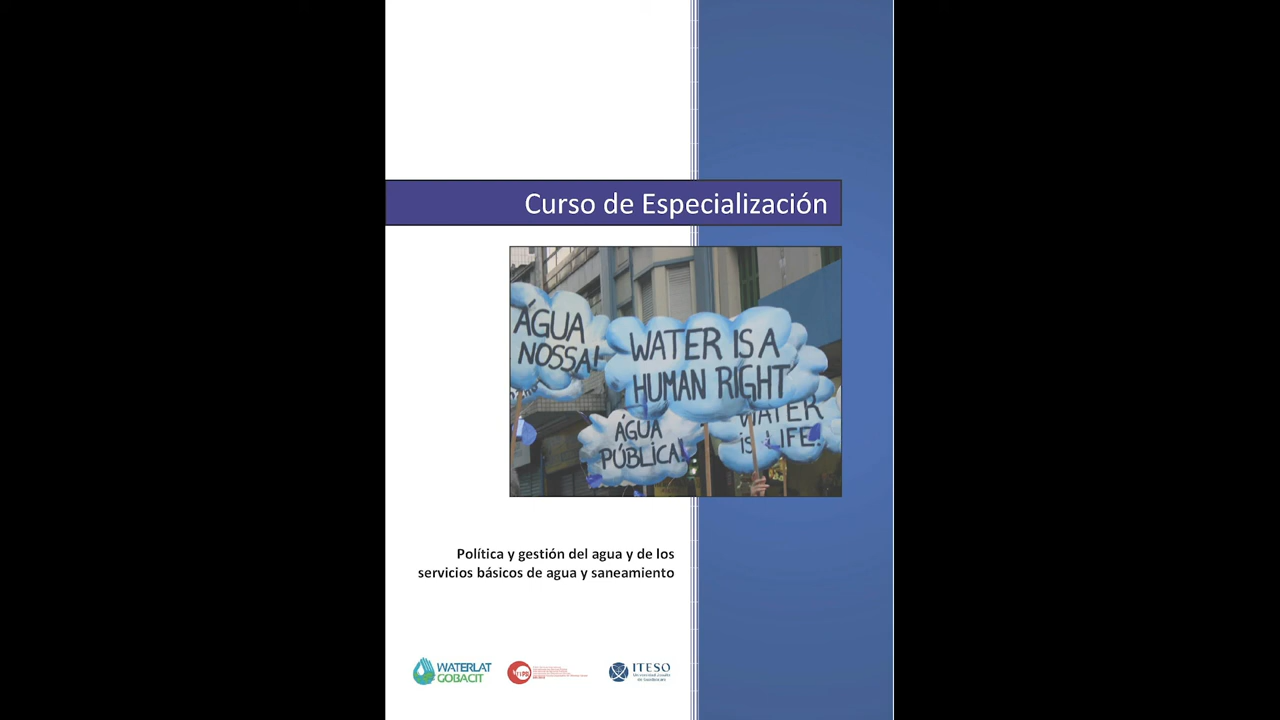 Curso de Especialización
ÁGUA
NOSSA!
WATER IS A
HUMAN RIGHT
ÁGUA
PÚBLICA!
WATER
is LIFE!
Política y gestión del agua y de los
servicios básicos de agua y saneamiento
WATERLAT
GOBACIT
ITESO